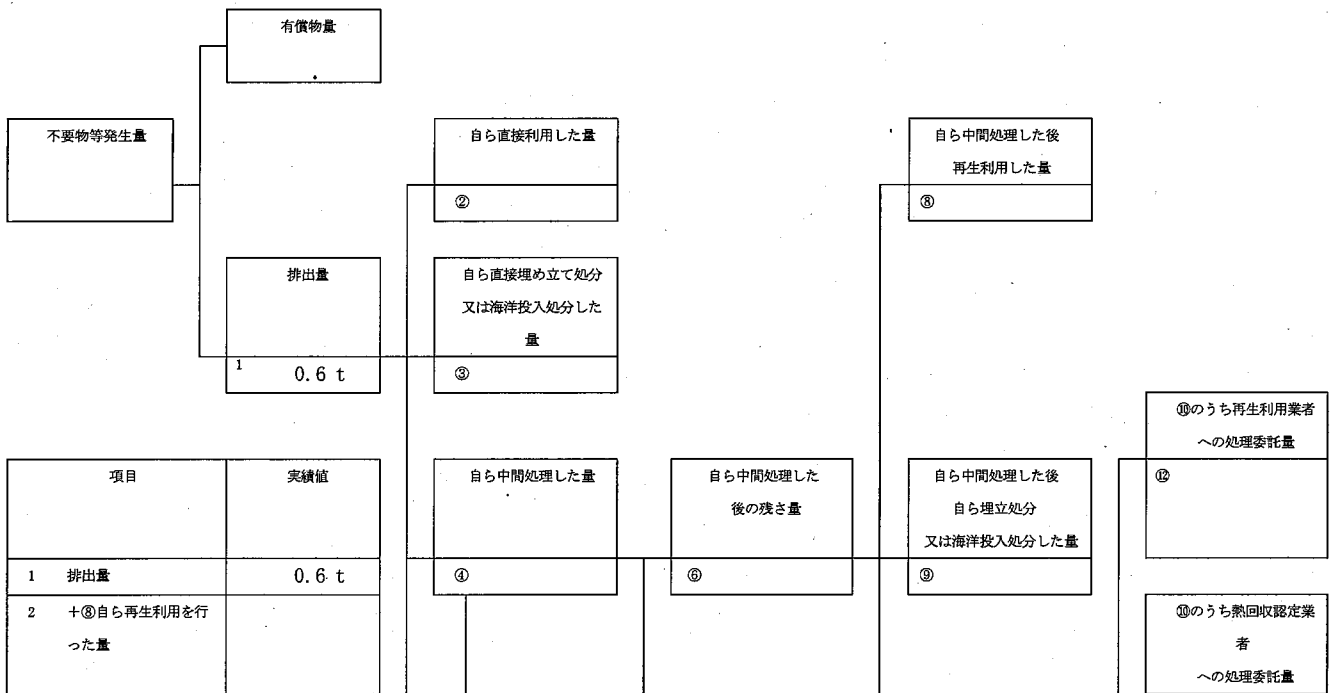 有償物量
不要物等発生量
自ら直接利用した量
②
自ら中間処理した後
再生利用した量
⑧
排出量
1 0.6 t
自ら直接埋め立て処分
又は海洋投入処分した
量
③
⑩のうち再生利用業者
への処理委託量
⑫
項目 実績値
1 排出量 0.6 t
2 +⑧自ら再生利用を行
った量
自ら中間処理した量
④
自ら中間処理した
後の残さ量
⑥
自ら中間処理した後
自ら埋立処分
又は海洋投入処分した量
⑨
⑩のうち熱回収認定業
者
への処理委託量